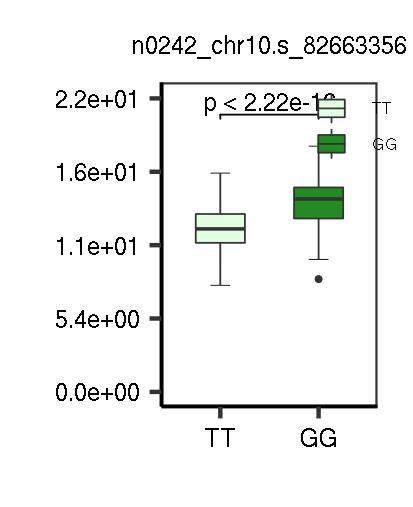 n0242_chr10.s_82663356
2.2e+01
p < 2.22e-16
TT
GG
1.6e+01
1.1e+01
5.4e+00
0.0e+00
TT GG